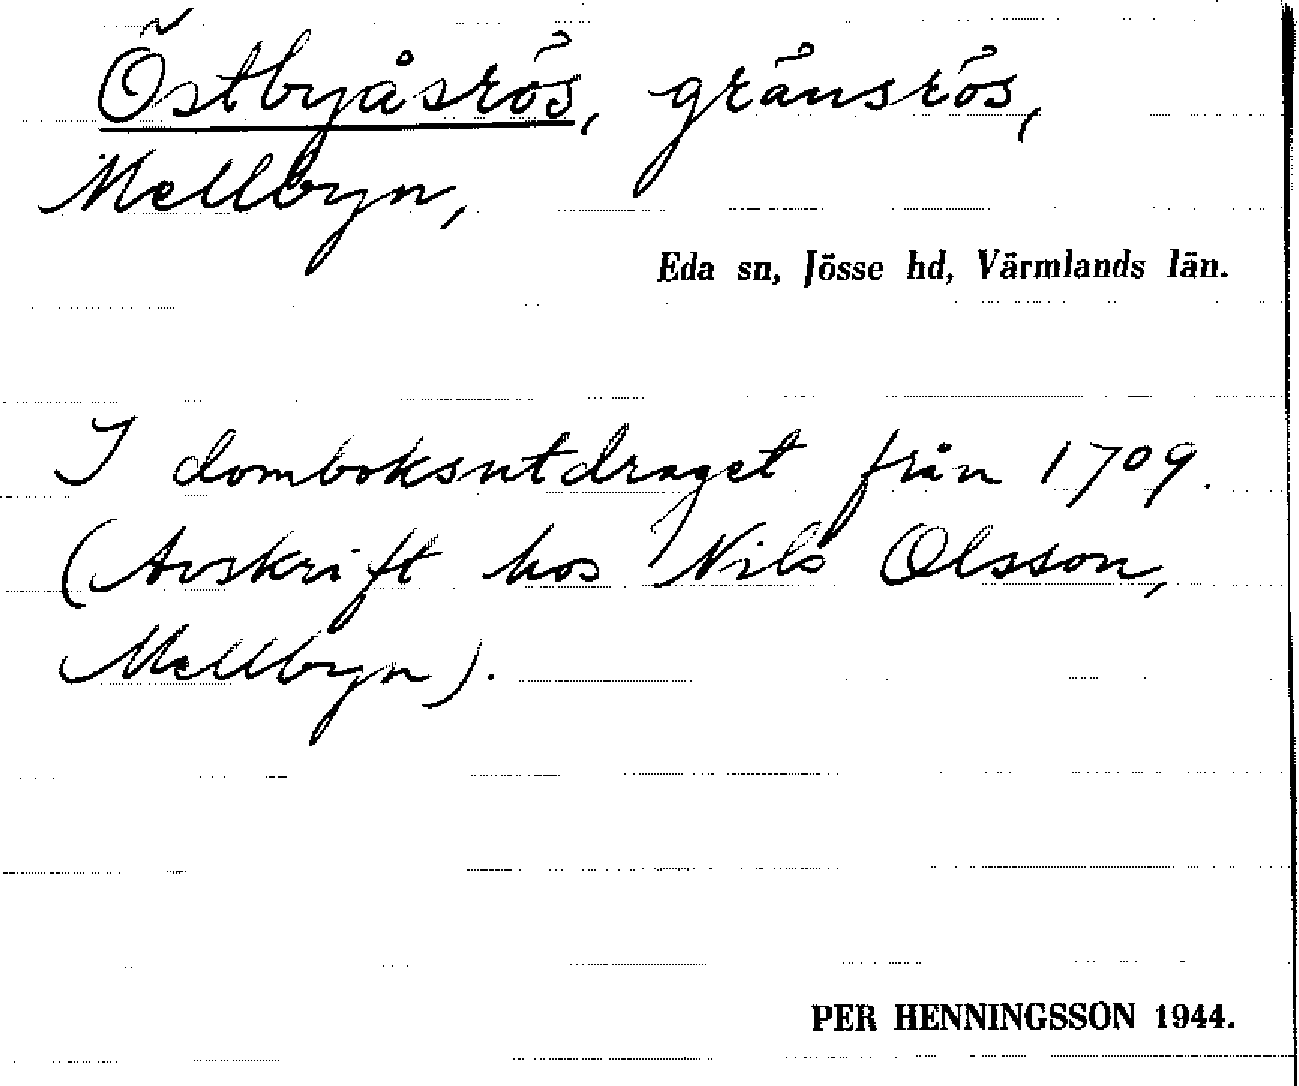 Östbyåsrös, gränsrös,
Mellbyn,
Eda sn, Jösse hd, Värmlands län.
I domboksutdraget från 1709.
(Avskrift hos Nils Olsson,
Mellbyn).
PER HENNINGSSON 1944.